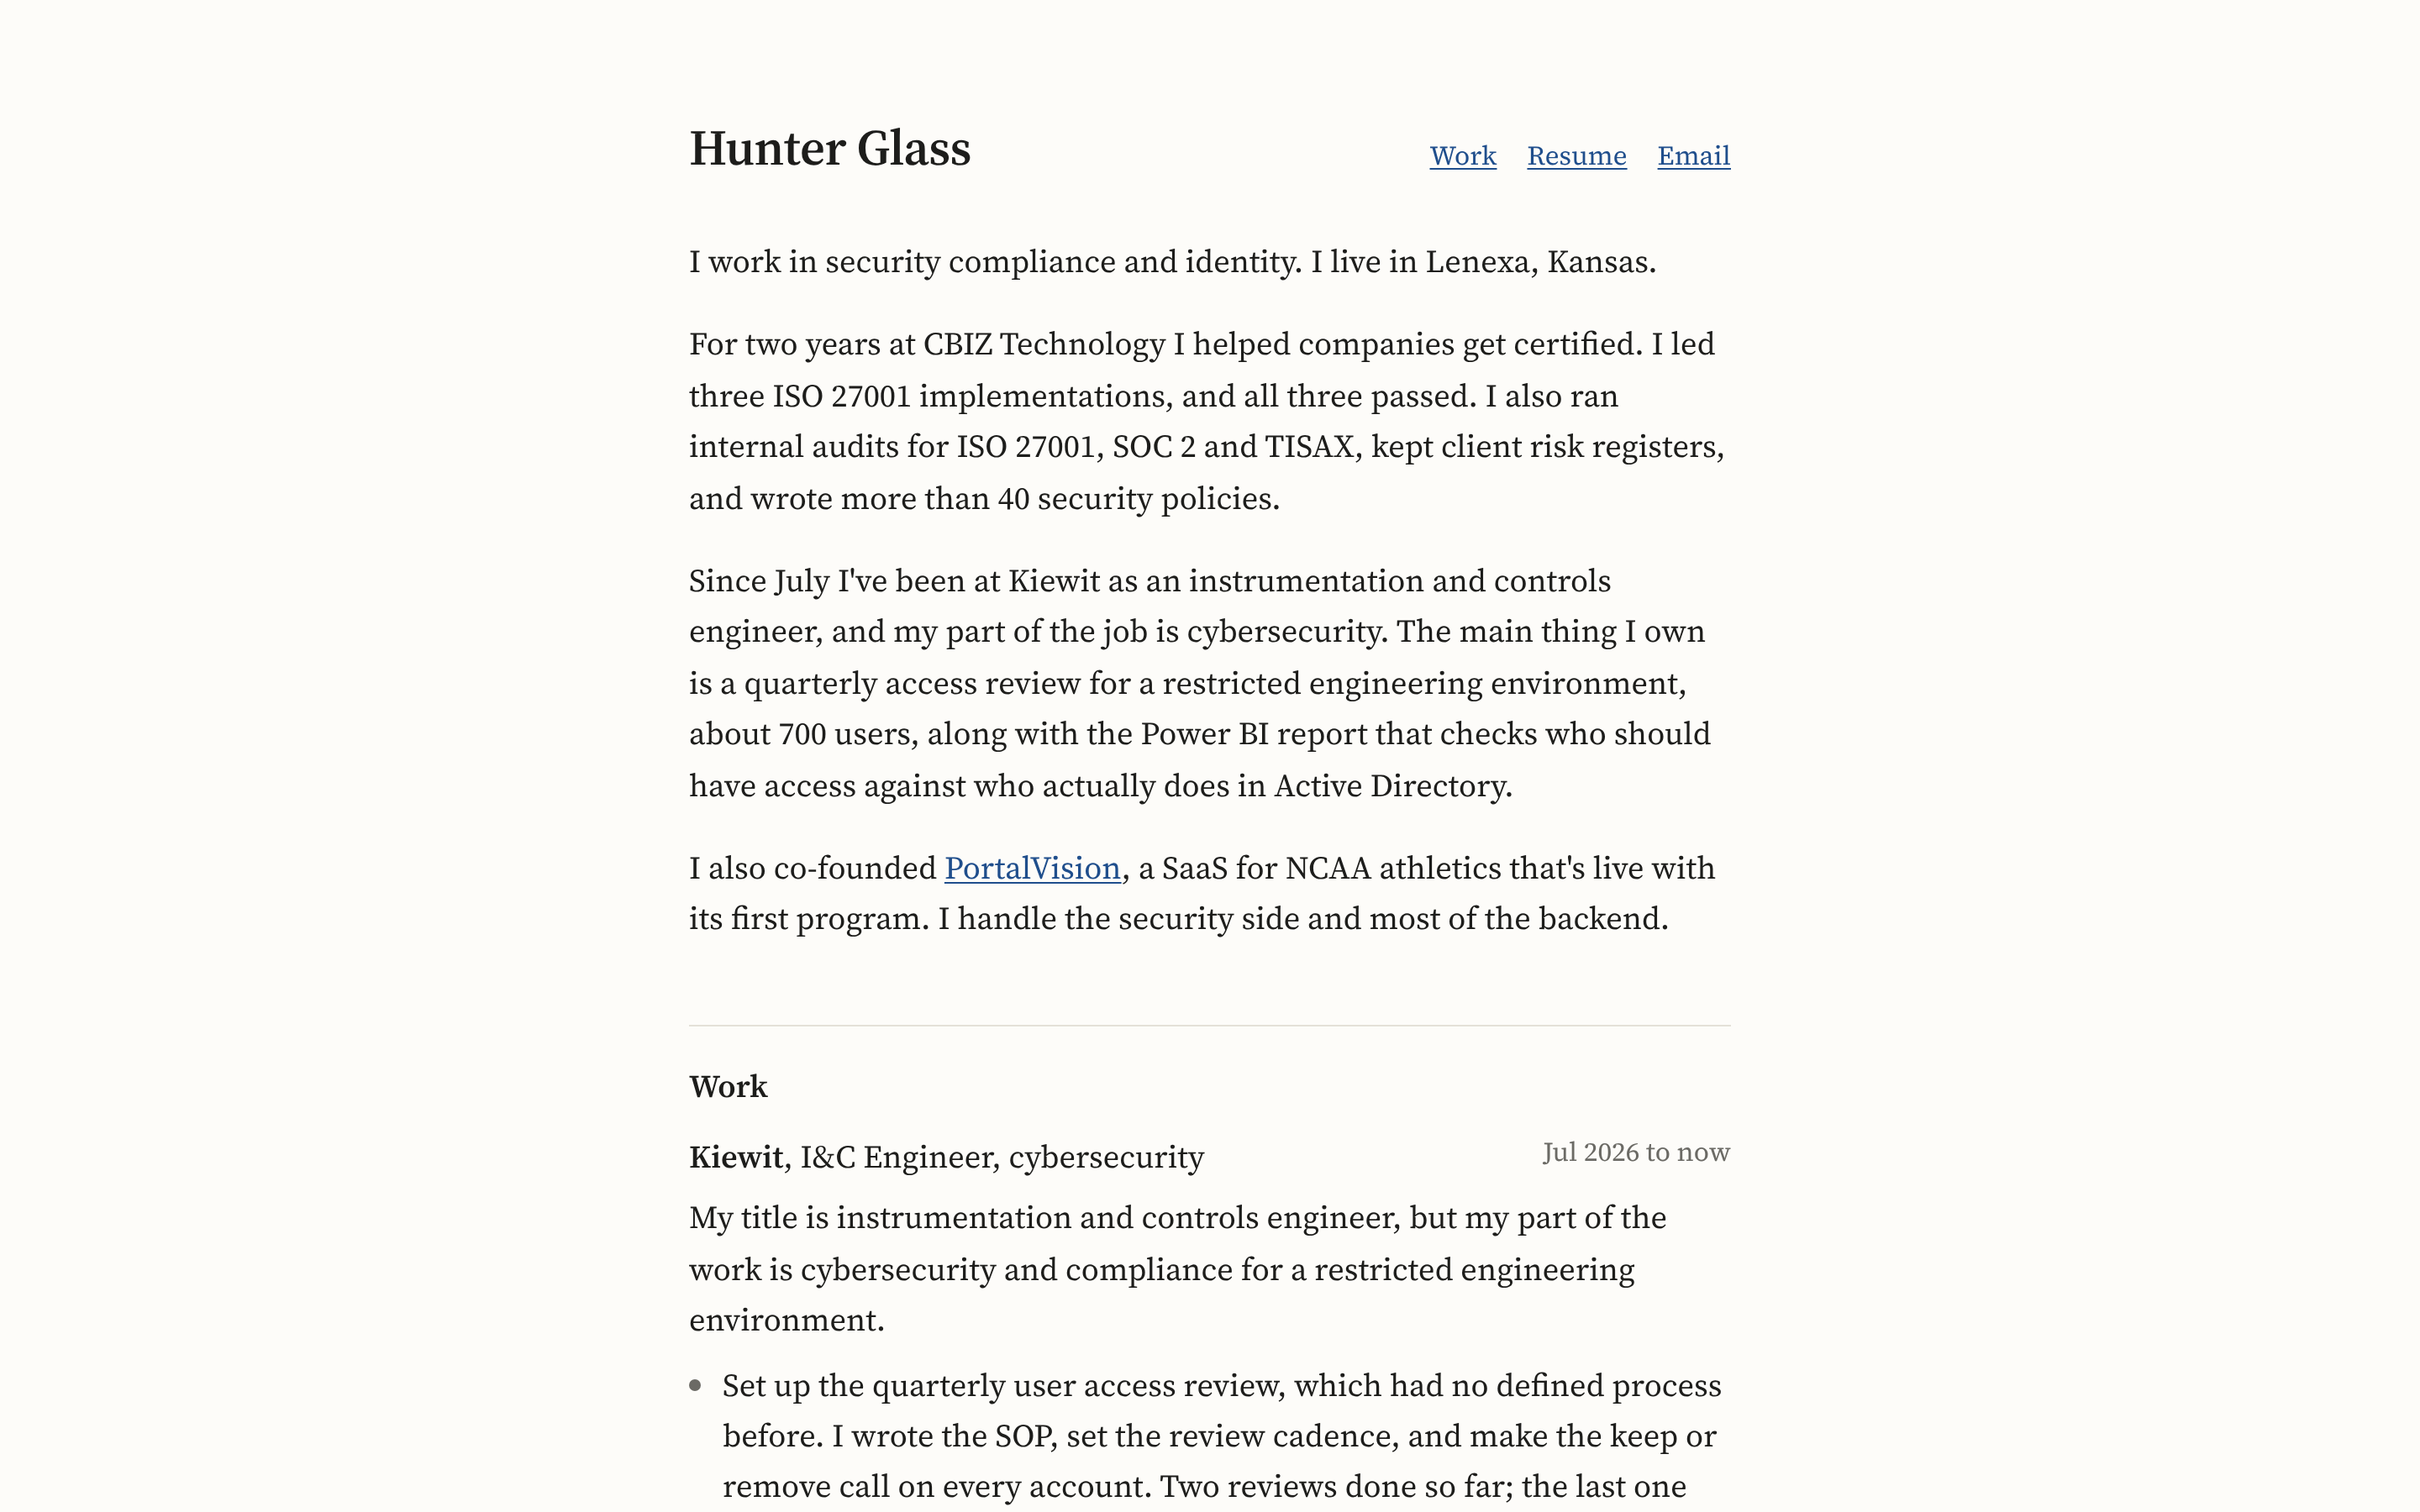 Hunter Glass
Work Resume Email
I work in security compliance and identity. I live in Lenexa, Kansas.
For two years at CBIZ Technology I helped companies get certified. I led
three ISO 27001 implementations, and all three passed. I also ran
internal audits for ISO 27001, SOC 2 and TISAX, kept client risk registers,
and wrote more than 40 security policies.
Since July I've been at Kiewit as an instrumentation and controls
engineer, and my part of the job is cybersecurity. The main thing I own
is a quarterly access review for a restricted engineering environment,
about 700 users, along with the Power BI report that checks who should
have access against who actually does in Active Directory.
I also co-founded PortalVision, a SaaS for NCAA athletics that's live with
its first program. I handle the security side and most of the backend.
Work
Kiewit, I&C Engineer, cybersecurity
Jul 2026 to now
My title is instrumentation and controls engineer, but my part of the
work is cybersecurity and compliance for a restricted engineering
environment.
• Set up the quarterly user access review, which had no defined process
before. I wrote the SOP, set the review cadence, and make the keep or
remove call on every account. Two reviews done so far; the last one